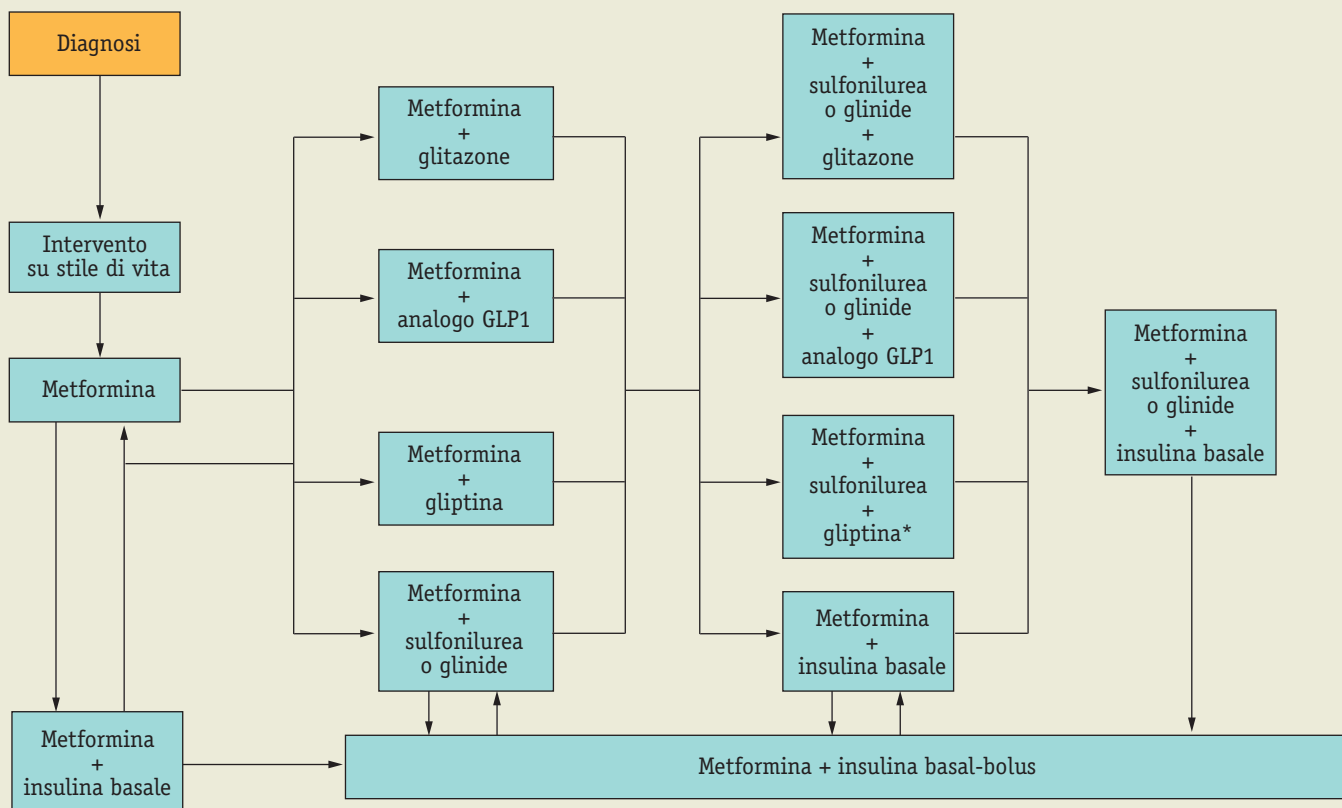 Diagnosi
Intervento
su stile di vita
Metformina
Metformina
+
insulina basale
Metformina
+
glitazone
Metformina
+
analogo GLP1
Metformina
+
gliptina
Metformina
+
sulfonilurea
o glinide
Metformina
+
sulfonilurea
o glinide
+
glitazone
Metformina
+
sulfonilurea
o glinide
+
analogo GLP1
Metformina
+
sulfonilurea
+
gliptina*
Metformina
+
insulina basale
Metformina
+
sulfonilurea
o glinide
+
insulina basale
Metformina + insulina basal-bolus